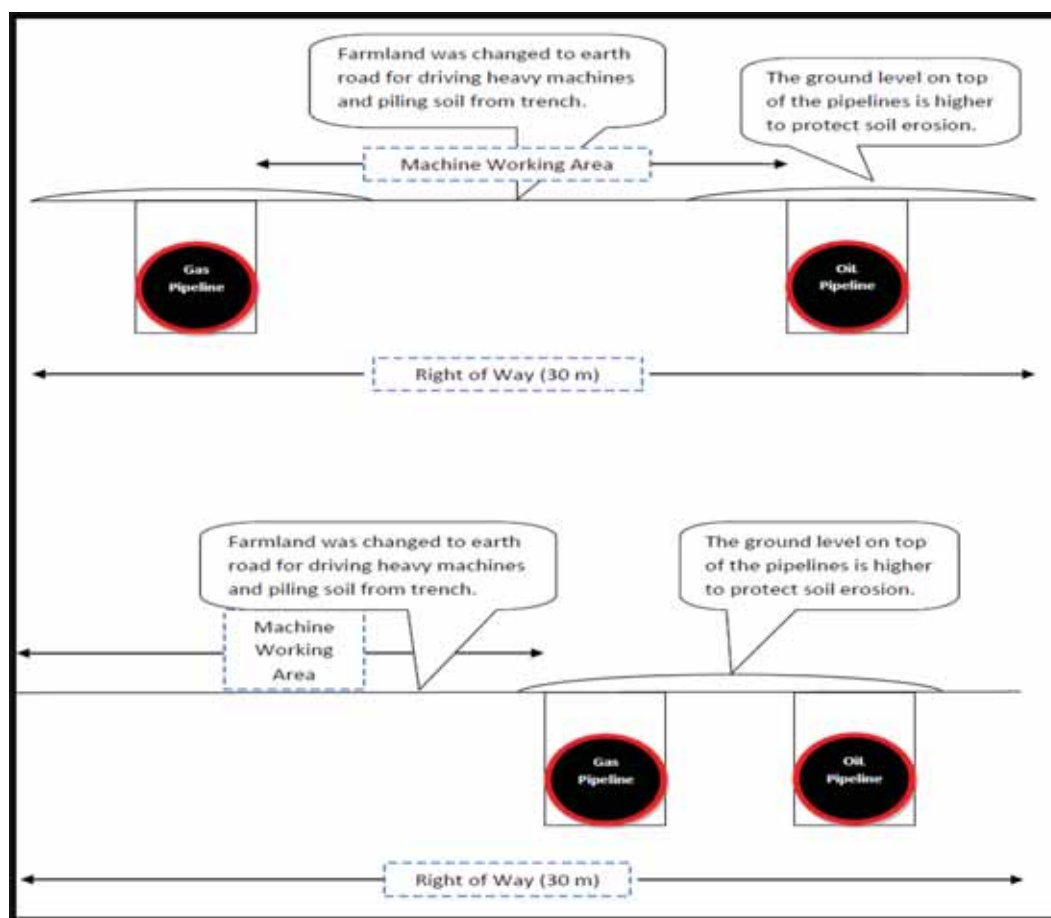 Farmland was changed to earth
road for driving heavy machines
and piling soil from trench.
The ground level on top
of the pipelines is higher
to protect soil erosion.
Machine Working Area
Gas
Pipeline
Oil
Pipeline
Right of Way (30 m)
Farmland was changed to earth
road for driving heavy machines
and piling soil from trench.
The ground level on top
of the pipelines is higher
to protect soil erosion.
Machine
Working
Area
Gas
Pipeline
Oil
Pipeline
Right of Way (30 m)